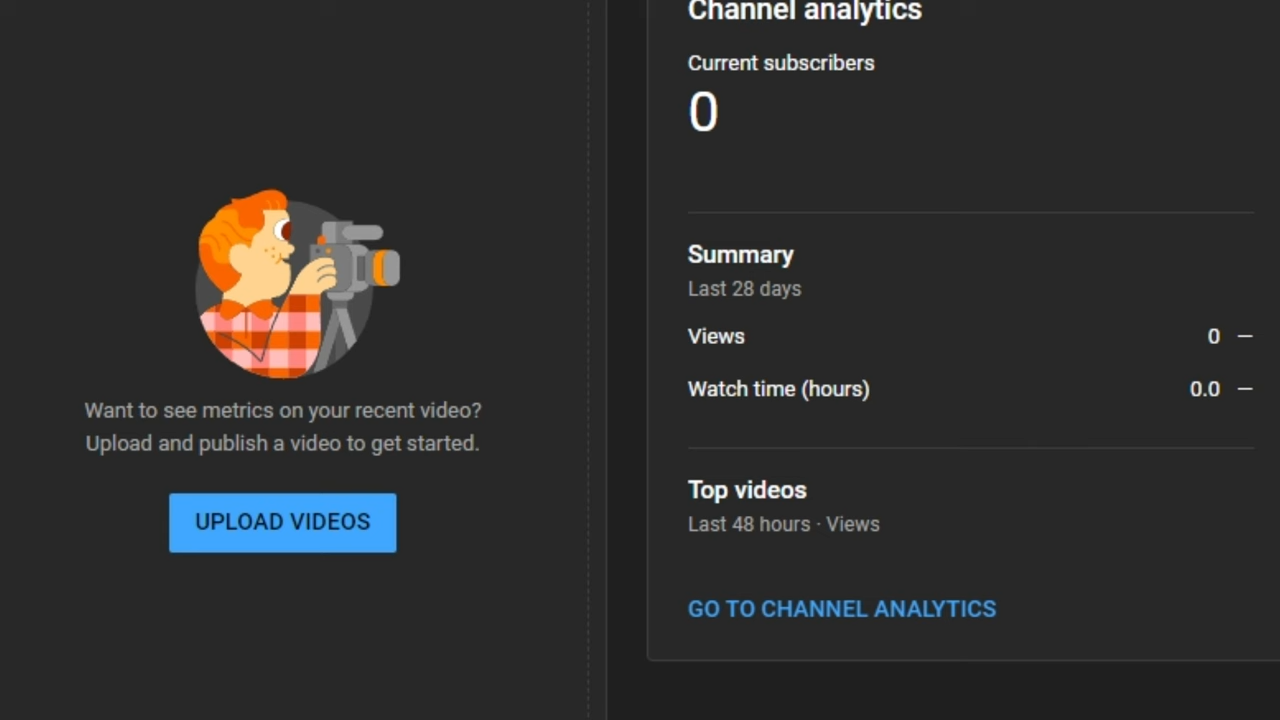 Want to see metrics on your recent video?
Upload and publish a video to get started.
UPLOAD VIDEOS
Channel analytics
Current subscribers
0
Summary
Last 28 days
Views 0 —
Watch time (hours) 0.0 —
Top videos
Last 48 hours · Views
GO TO CHANNEL ANALYTICS